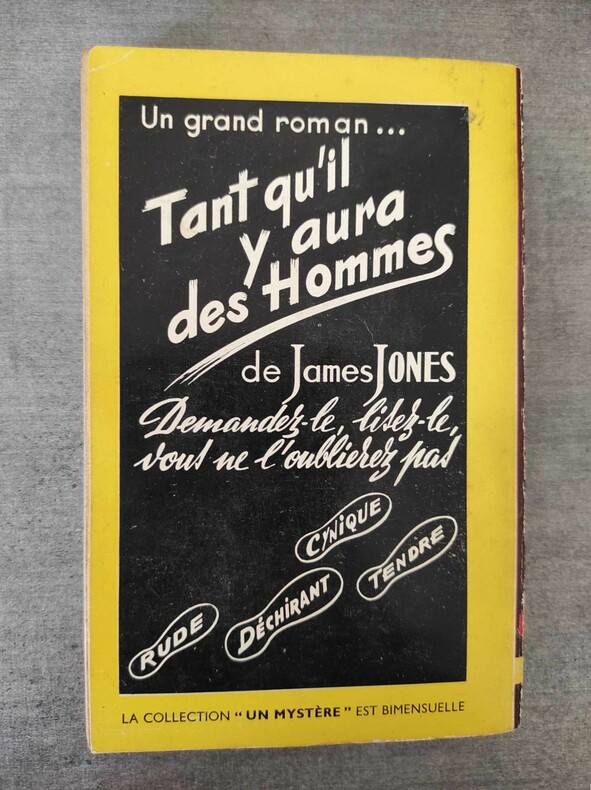 Un grand roman...
Tant qu'il
y aura
des Hommes
de James JONES
Demandez-le, lisez-le,
vous ne l'oublierez pas
CYNIQUE
TENDRE
DÉCHIRANT
RUDE
LA COLLECTION "UN MYSTÈRE" EST BIMENSUELLE